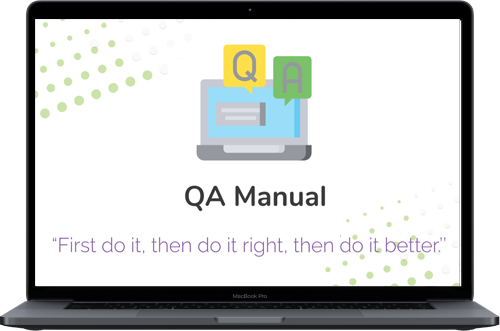 Q A
QA Manual
“First do it, then do it right, then do it better.”
MacBook Pro